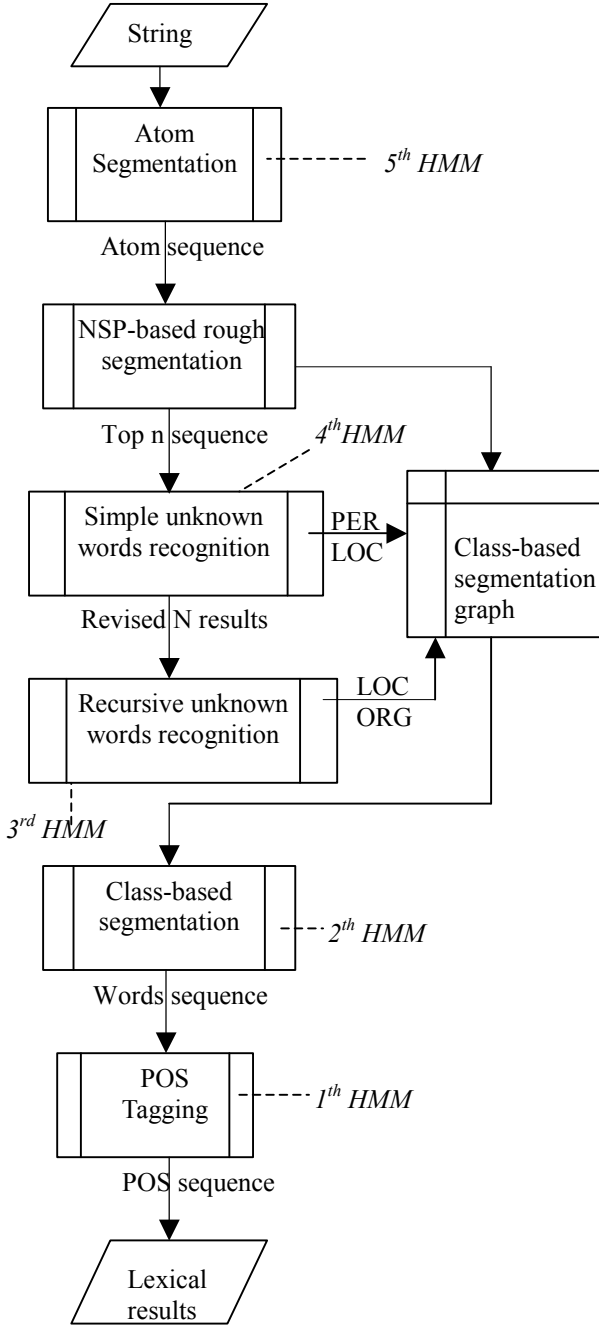 String
Atom
Segmentation
5th HMM
Atom sequence
NSP-based rough
segmentation
Top n sequence
4thHMM
Simple unknown
words recognition
PER
LOC
Class-based
segmentation
graph
Revised N results
Recursive unknown
words recognition
LOC
ORG
3rd HMM
Class-based
segmentation
2th HMM
Words sequence
POS
Tagging
1th HMM
POS sequence
Lexical
results